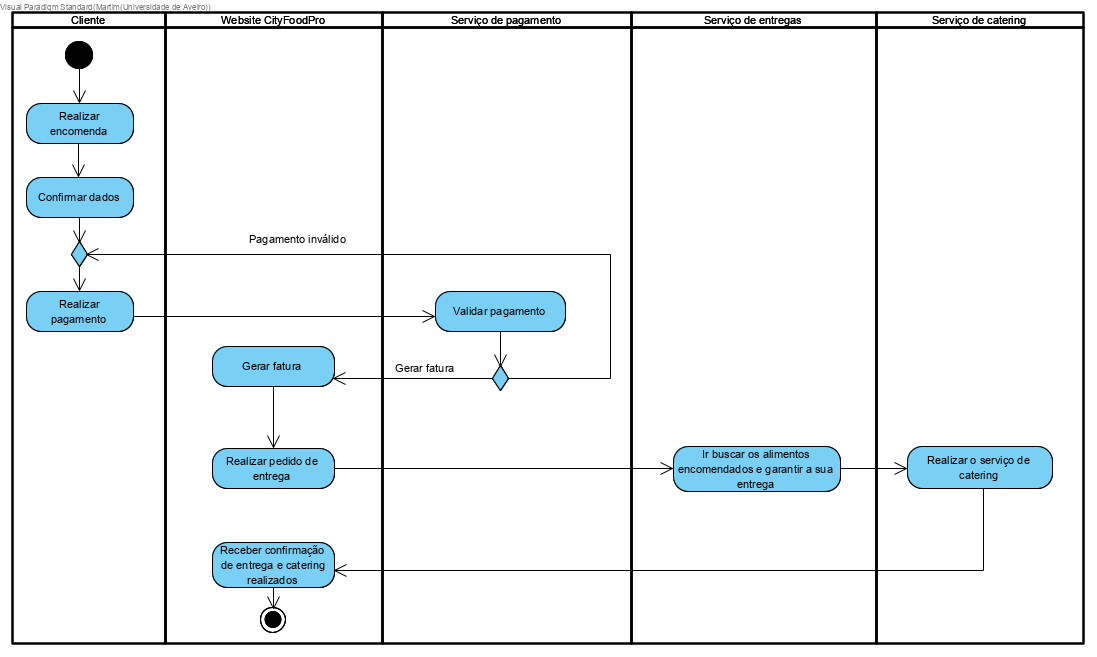 Visual Paradigm Standard(Martim(Universidade de Aveiro))
Cliente
Website CityFoodPro
Serviço de pagamento
Serviço de entregas
Serviço de catering
Realizar
encomenda
Confirmar dados
Pagamento inválido
Realizar
pagamento
Validar pagamento
Gerar fatura
Gerar fatura
Realizar pedido de
entrega
Ir buscar os alimentos
encomendados e garantir a sua
entrega
Realizar o serviço de
catering
Receber confirmação
de entrega e catering
realizados